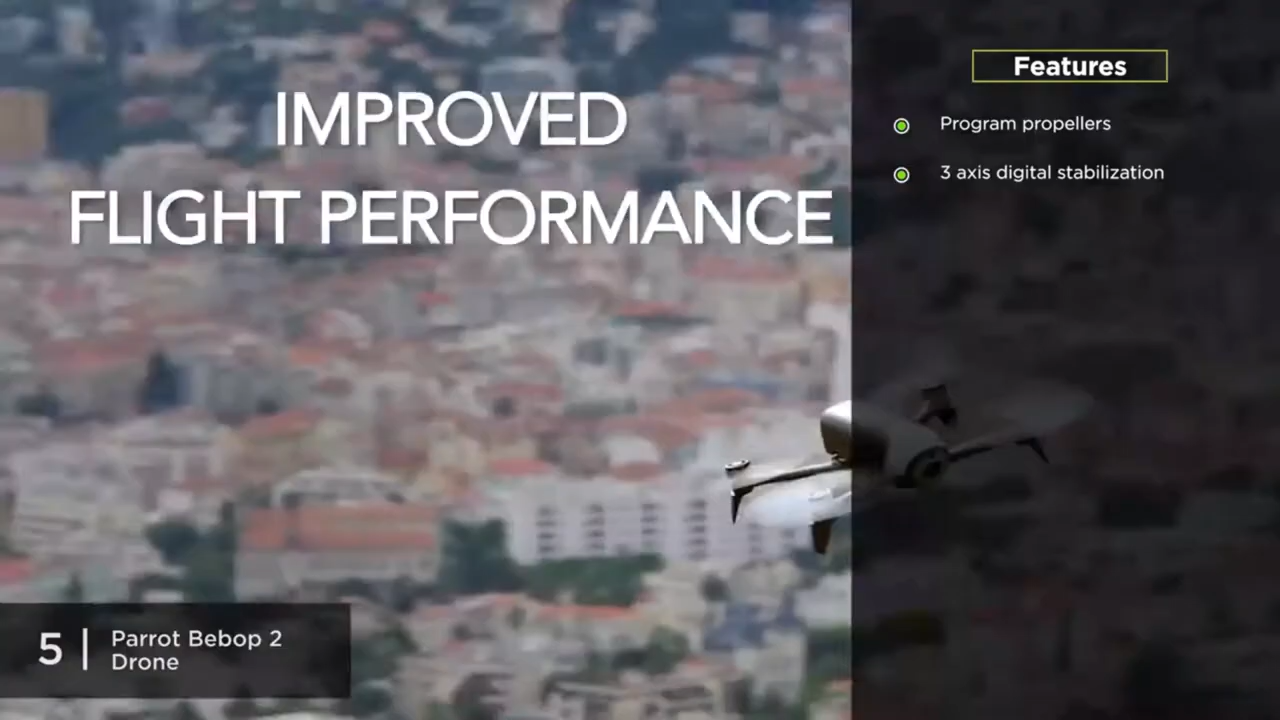 IMPROVED
FLIGHT PERFORMANCE
Features
Program propellers
3 axis digital stabilization
5
Parrot Bebop 2
Drone